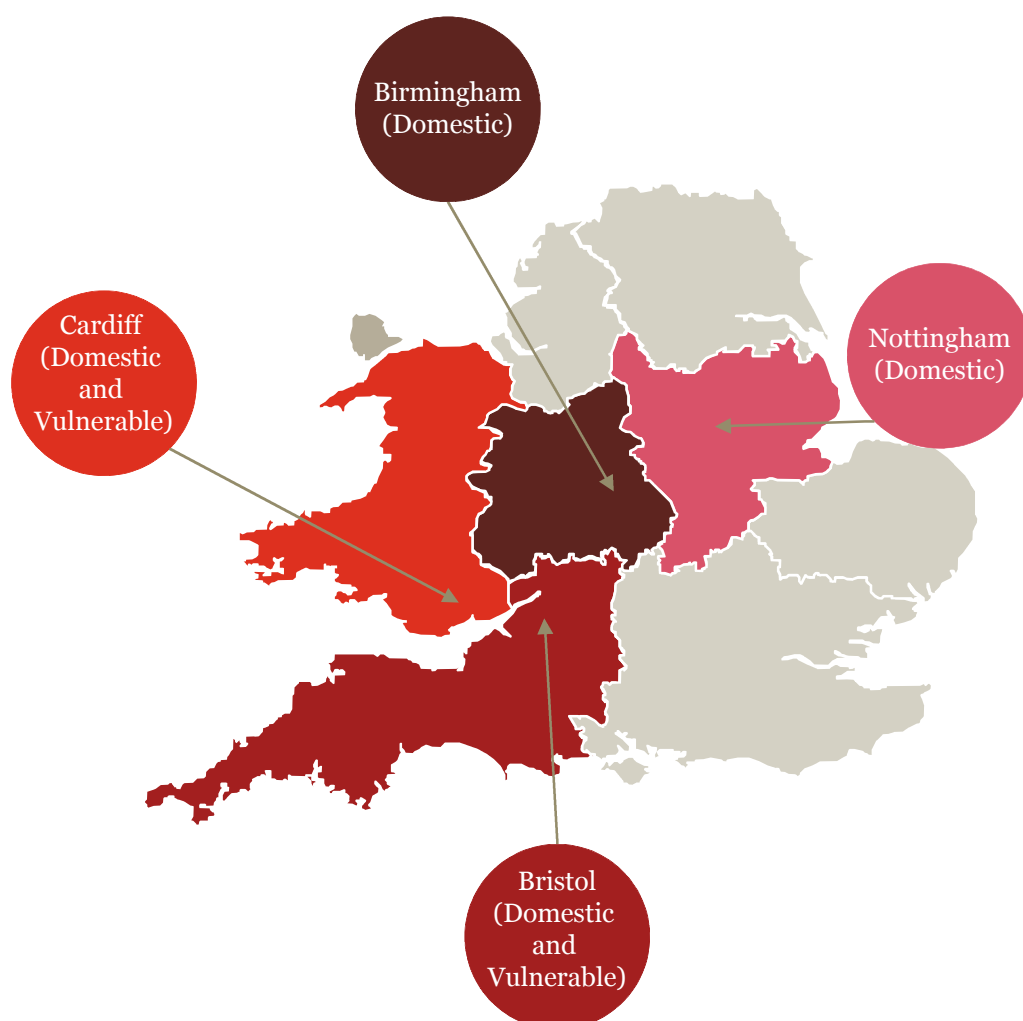 Birmingham
(Domestic)
Cardiff
(Domestic
and
Vulnerable)
Nottingham
(Domestic)
Bristol
(Domestic
and
Vulnerable)